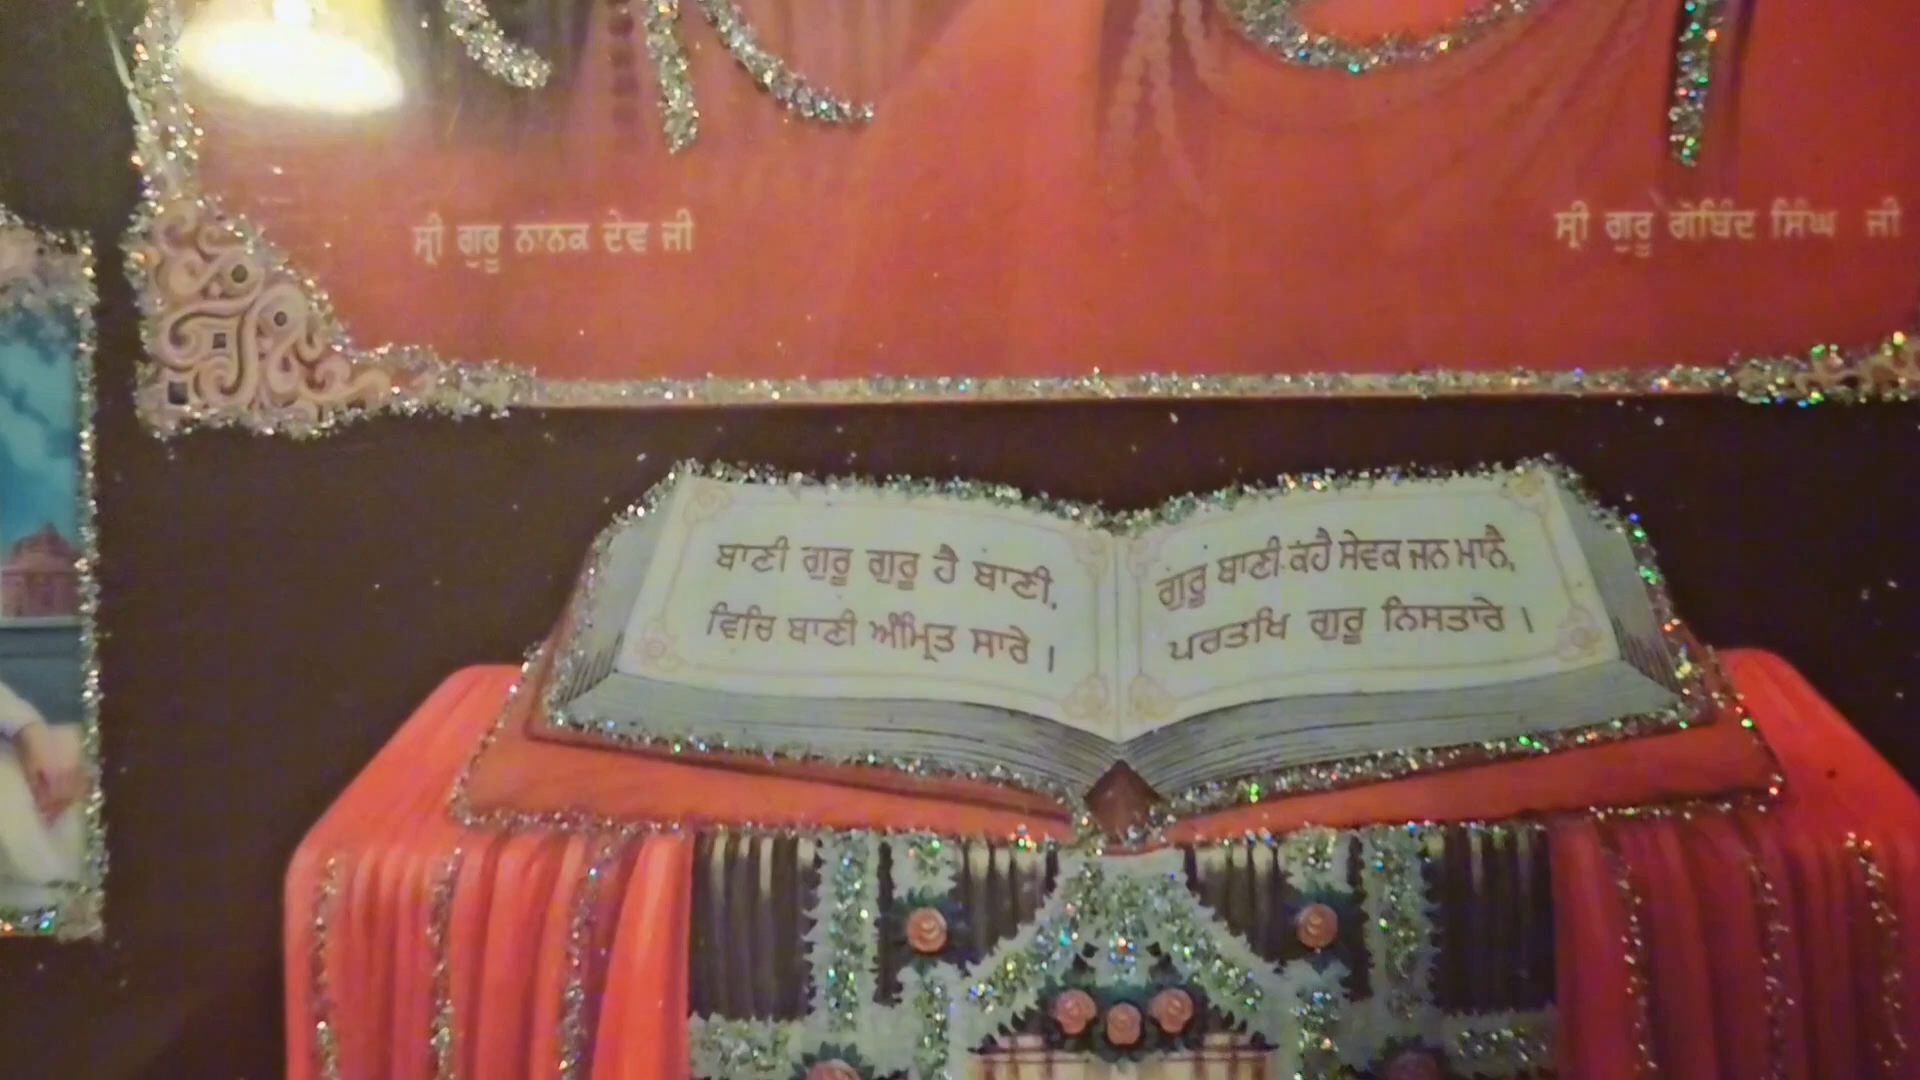 ਸ੍ਰੀ ਗੁਰੂ ਨਾਨਕ ਦੇਵ ਜੀ
ਸ੍ਰੀ ਗੁਰੂ ਗੋਬਿੰਦ ਸਿੰਘ ਜੀ
ਬਾਣੀ ਗੁਰੂ ਗੁਰੂ ਹੈ ਬਾਣੀ,
ਵਿਚਿ ਬਾਣੀ ਅੰਮ੍ਰਿਤ ਸਾਰੇ ।
ਗੁਰੂ ਬਾਣੀ ਕਹੈ ਸੇਵਕ ਜਨ ਮਾਨੈ,
ਪਰਤਖਿ ਗੁਰੂ ਨਿਸਤਾਰੇ ।